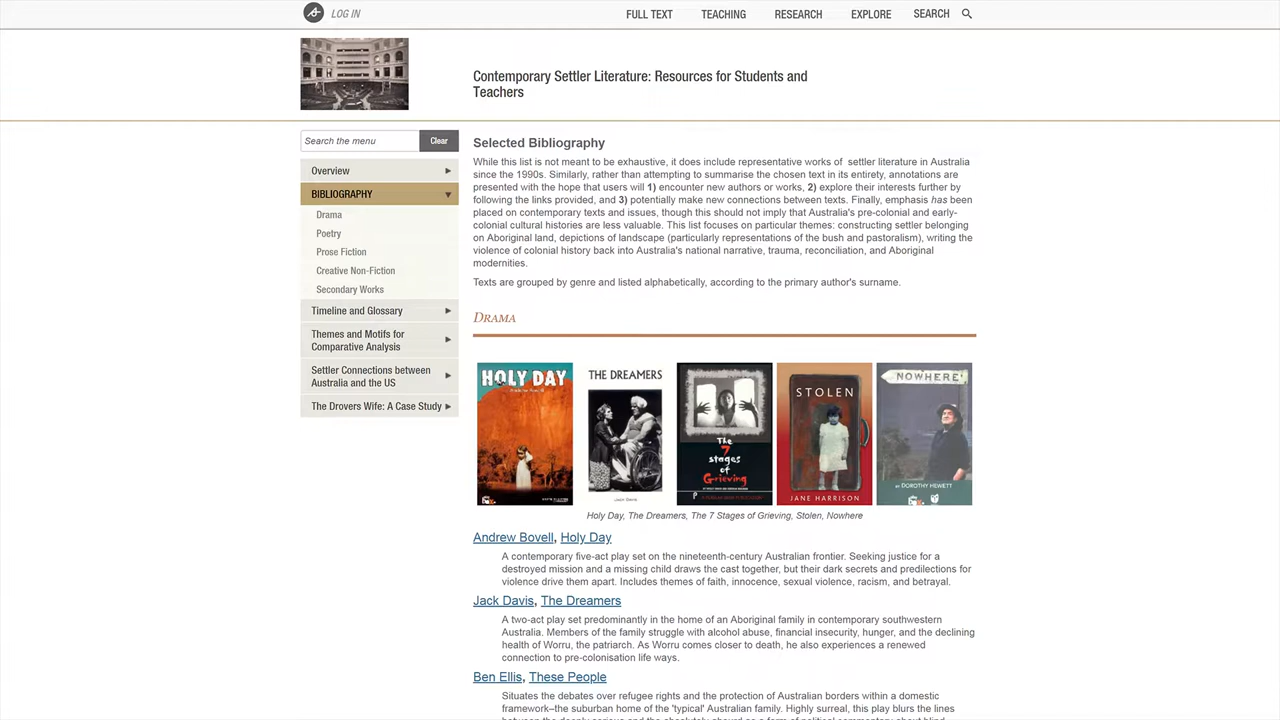 LOG IN
FULL TEXT
TEACHING
RESEARCH
EXPLORE
SEARCH
Contemporary Settler Literature: Resources for Students and
Teachers
Search the menu
Clear
Overview
BIBLIOGRAPHY
Drama
Poetry
Prose Fiction
Creative Non-Fiction
Secondary Works
Timeline and Glossary
Themes and Motifs for
Comparative Analysis
Settler Connections between
Australia and the US
The Drovers Wife: A Case Study
Selected Bibliography
While this list is not meant to be exhaustive, it does include representative works of settler literature in Australia
since the 1990s. Similarly, rather than attempting to summarise the chosen text in its entirety, annotations are
presented with the hope that users will 1) encounter new authors or works, 2) explore their interests further by
following the links provided, and 3) potentially make new connections between texts. Finally, emphasis has been
placed on contemporary texts and issues, though this should not imply that Australia's pre-colonial and early-
colonial cultural histories are less valuable. This list focuses on particular themes: constructing settler belonging
on Aboriginal land, depictions of landscape (particularly representations of the bush and pastoralism), writing the
violence of colonial history back into Australia's national narrative, trauma, reconciliation, and Aboriginal
modernities.
Texts are grouped by genre and listed alphabetically, according to the primary author's surname.
DRAMA
HOLY DAY
THE DREAMERS
JACK DAVIS
The
7
stages
of
Grieving
STOLEN
JANE HARRISON
NOWHERE
BY DOROTHY HEWETT
Holy Day, The Dreamers, The 7 Stages of Grieving, Stolen, Nowhere
Andrew Bovell, Holy Day
A contemporary five-act play set on the nineteenth-century Australian frontier. Seeking justice for a
destroyed mission and a missing child draws the cast together, but their dark secrets and predilections for
violence drive them apart. Includes themes of faith, innocence, sexual violence, racism, and betrayal.
Jack Davis, The Dreamers
A two-act play set predominantly in the home of an Aboriginal family in contemporary southwestern
Australia. Members of the family struggle with alcohol abuse, financial insecurity, hunger, and the declining
health of Worru, the patriarch. As Worru comes closer to death, he also experiences a renewed
connection to pre-colonisation life ways.
Ben Ellis, These People
Situates the debates over refugee rights and the protection of Australian borders within a domestic
framework–the suburban home of the 'typical' Australian family. Highly surreal, this play blurs the lines